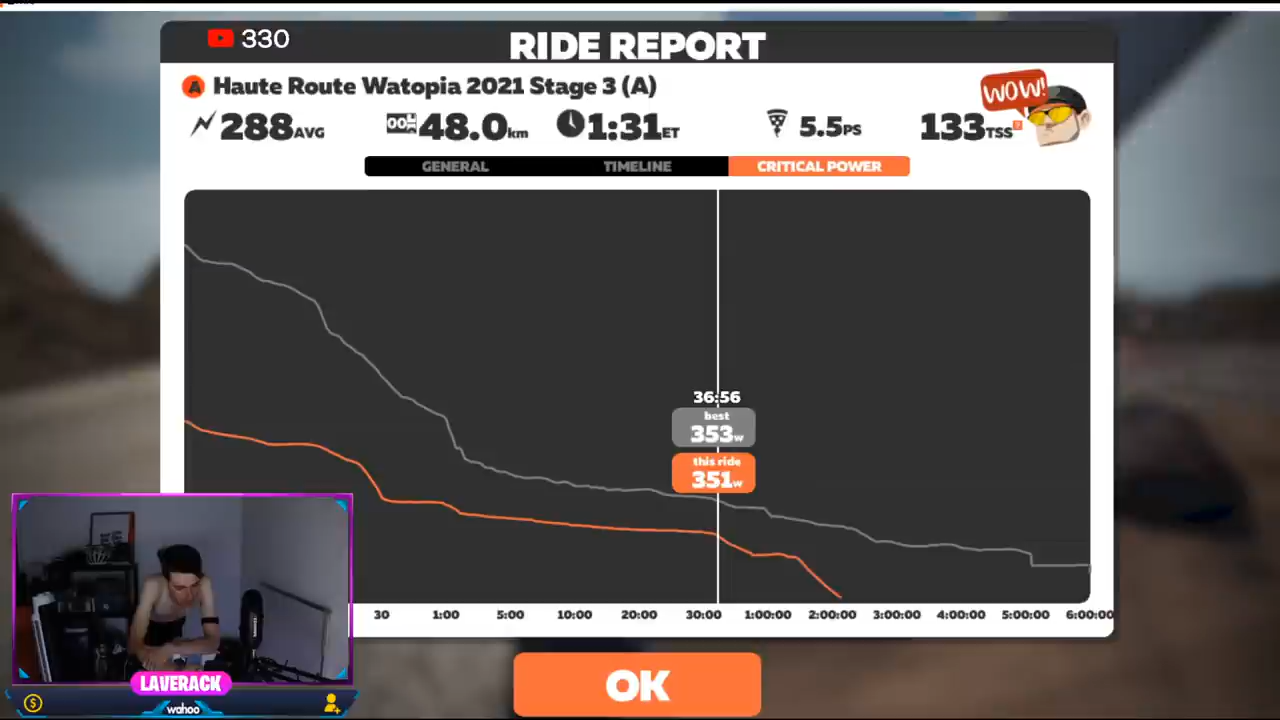 330
RIDE REPORT
A Haute Route Watopia 2021 Stage 3 (A)
WOW!
288AVG 48.0km 1:31ET 5.5PS 133TSS
GENERAL TIMELINE CRITICAL POWER
36:56
best
353w
this ride
351w
30 1:00 5:00 10:00 20:00 30:00 1:00:00 2:00:00 3:00:00 4:00:00 5:00:00 6:00:00
OK
LAVERACK
wahoo